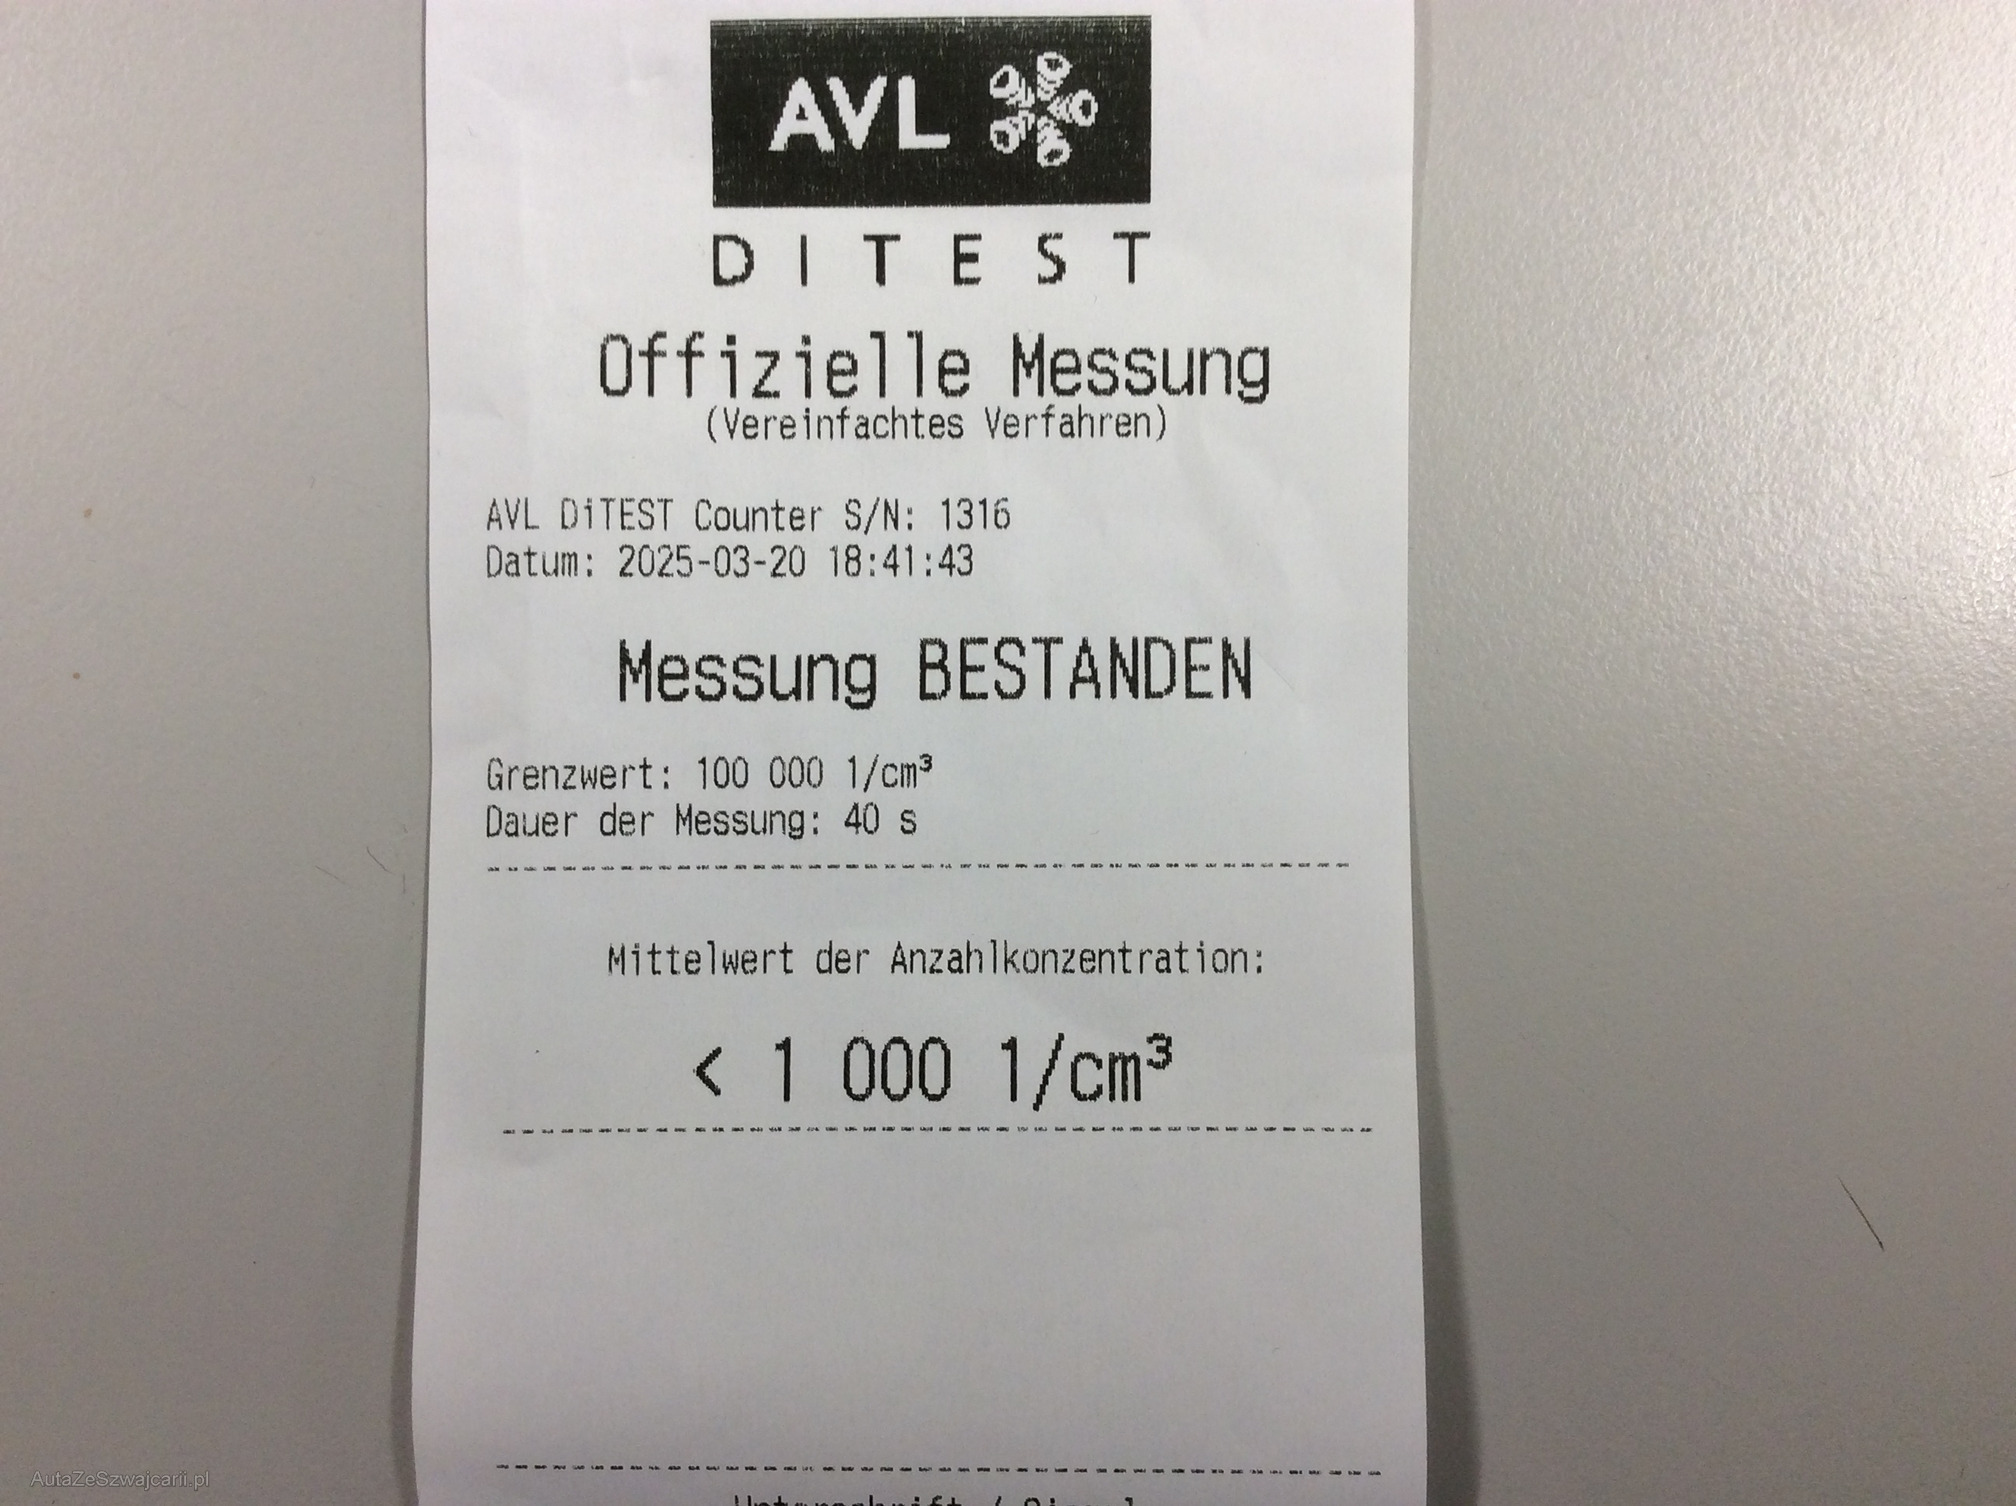 AVL
DITEST
Offizielle Messung
(Vereinfachtes Verfahren)
AVL DiTEST Counter S/N: 1316
Datum: 2025-03-20 18:41:43
Messung BESTANDEN
Grenzwert: 100 000 1/cm³
Dauer der Messung: 40 s
Mittelwert der Anzahlkonzentration:
< 1 000 1/cm³
Unterschrift /
AutaZeSzwajcarii.pl